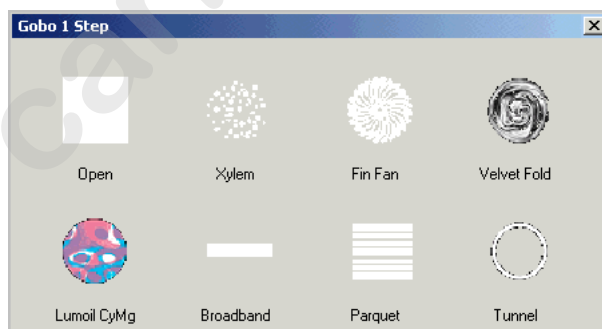 Gobo 1 Step
Open
Xylem
Fin Fan
Velvet Fold
Lumoil CyMg
Broadband
Parquet
Tunnel